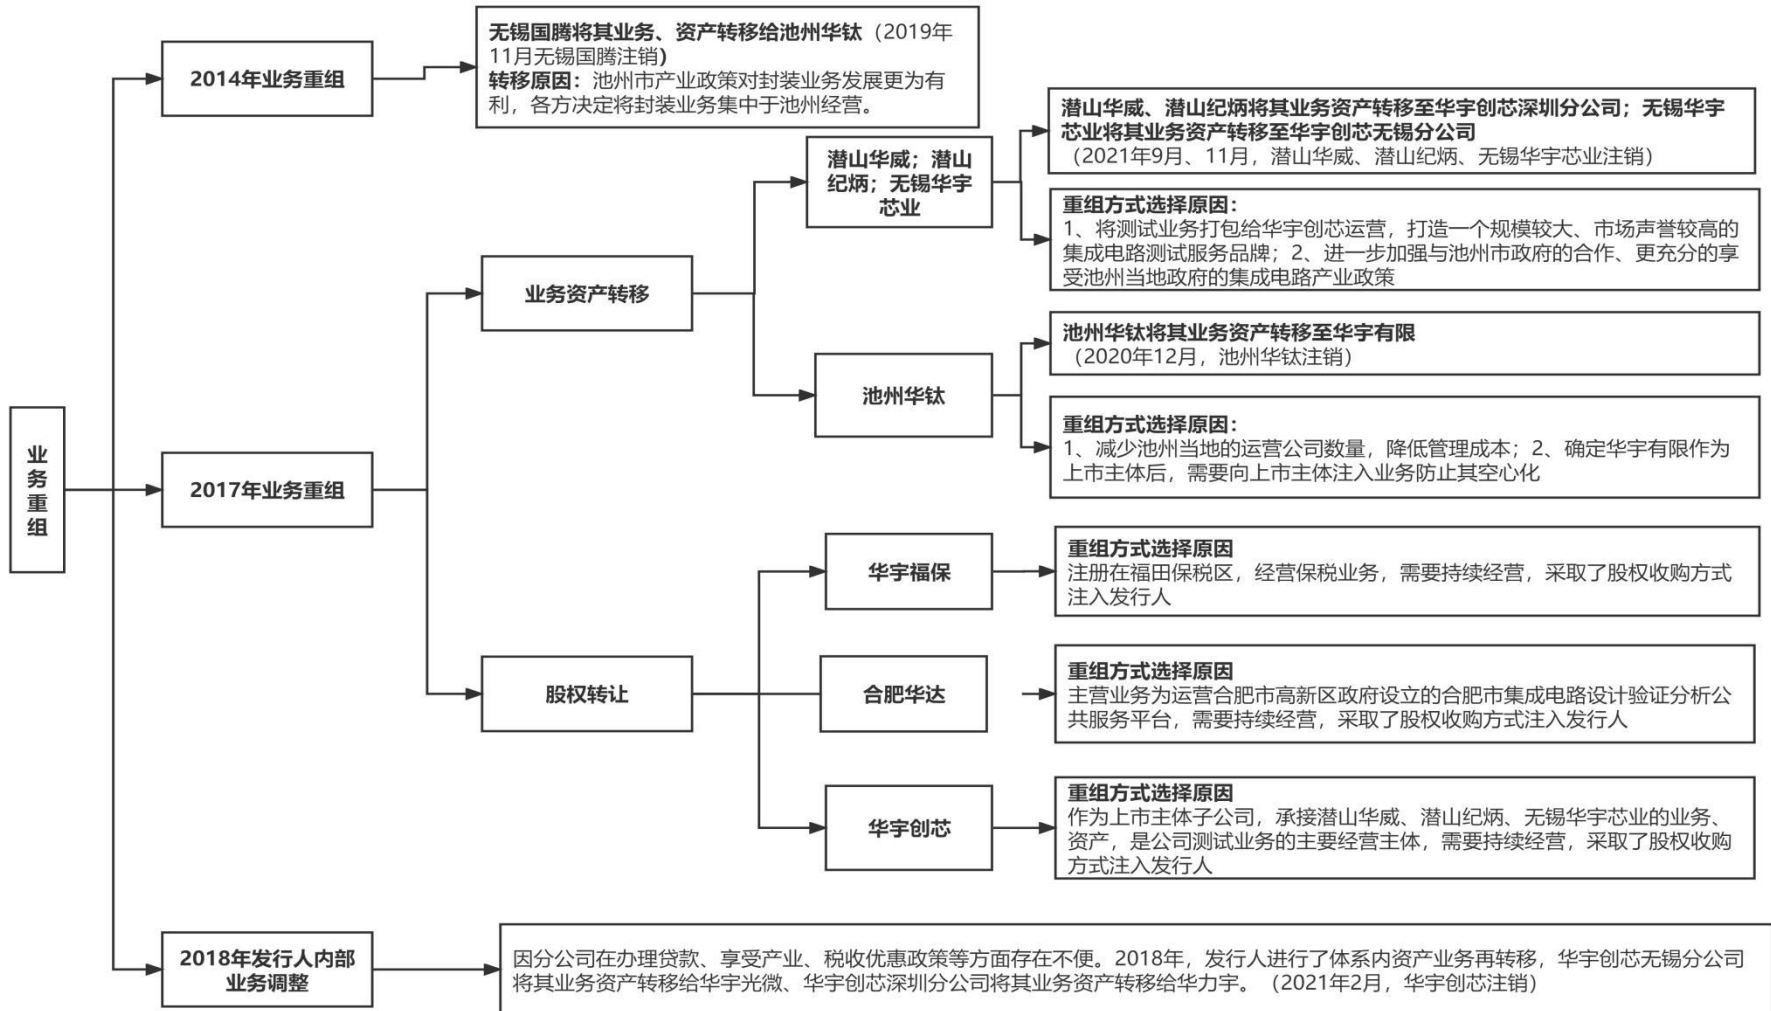 业
务
重
组
2014年业务重组
无锡国腾将其业务、资产转移给池州华钛（2019年
11月无锡国腾注销)
转移原因：池州市产业政策对封装业务发展更为有
利，各方决定将封装业务集中于池州经营。
2017年业务重组
业务资产转移
潜山华威；潜山
纪炳；无锡华宇
芯业
潜山华威、潜山纪炳将其业务资产转移至华宇创芯深圳分公司；无锡华宇
芯业将其业务资产转移至华宇创芯无锡分公司
（2021年9月、11月，潜山华威、潜山纪炳、无锡华宇芯业注销）
重组方式选择原因：
1、将测试业务打包给华宇创芯运营，打造一个规模较大、市场声誉较高的
集成电路测试服务品牌；2、进一步加强与池州市政府的合作、更充分的享
受池州当地政府的集成电路产业政策
池州华钛
池州华钛将其业务资产转移至华宇有限
（2020年12月，池州华钛注销）
重组方式选择原因：
1、减少池州当地的运营公司数量，降低管理成本；2、确定华宇有限作为
上市主体后，需要向上市主体注入业务防止其空心化
股权转让
华宇福保
重组方式选择原因
注册在福田保税区，经营保税业务，需要持续经营，采取了股权收购方式
注入发行人
合肥华达
重组方式选择原因
主营业务为运营合肥市高新区政府设立的合肥市集成电路设计验证分析公
共服务平台，需要持续经营，采取了股权收购方式注入发行人
华宇创芯
重组方式选择原因
作为上市主体子公司，承接潜山华威、潜山纪炳、无锡华宇芯业的业务、
资产，是公司测试业务的主要经营主体，需要持续经营，采取了股权收购
方式注入发行人
2018年发行人内部
业务调整
因分公司在办理贷款、享受产业、税收优惠政策等方面存在不便。2018年，发行人进行了体系内资产业务再转移，华宇创芯无锡分公司
将其业务资产转移给华宇光微、华宇创芯深圳分公司将其业务资产转移给华力宇。（2021年2月，华宇创芯注销）